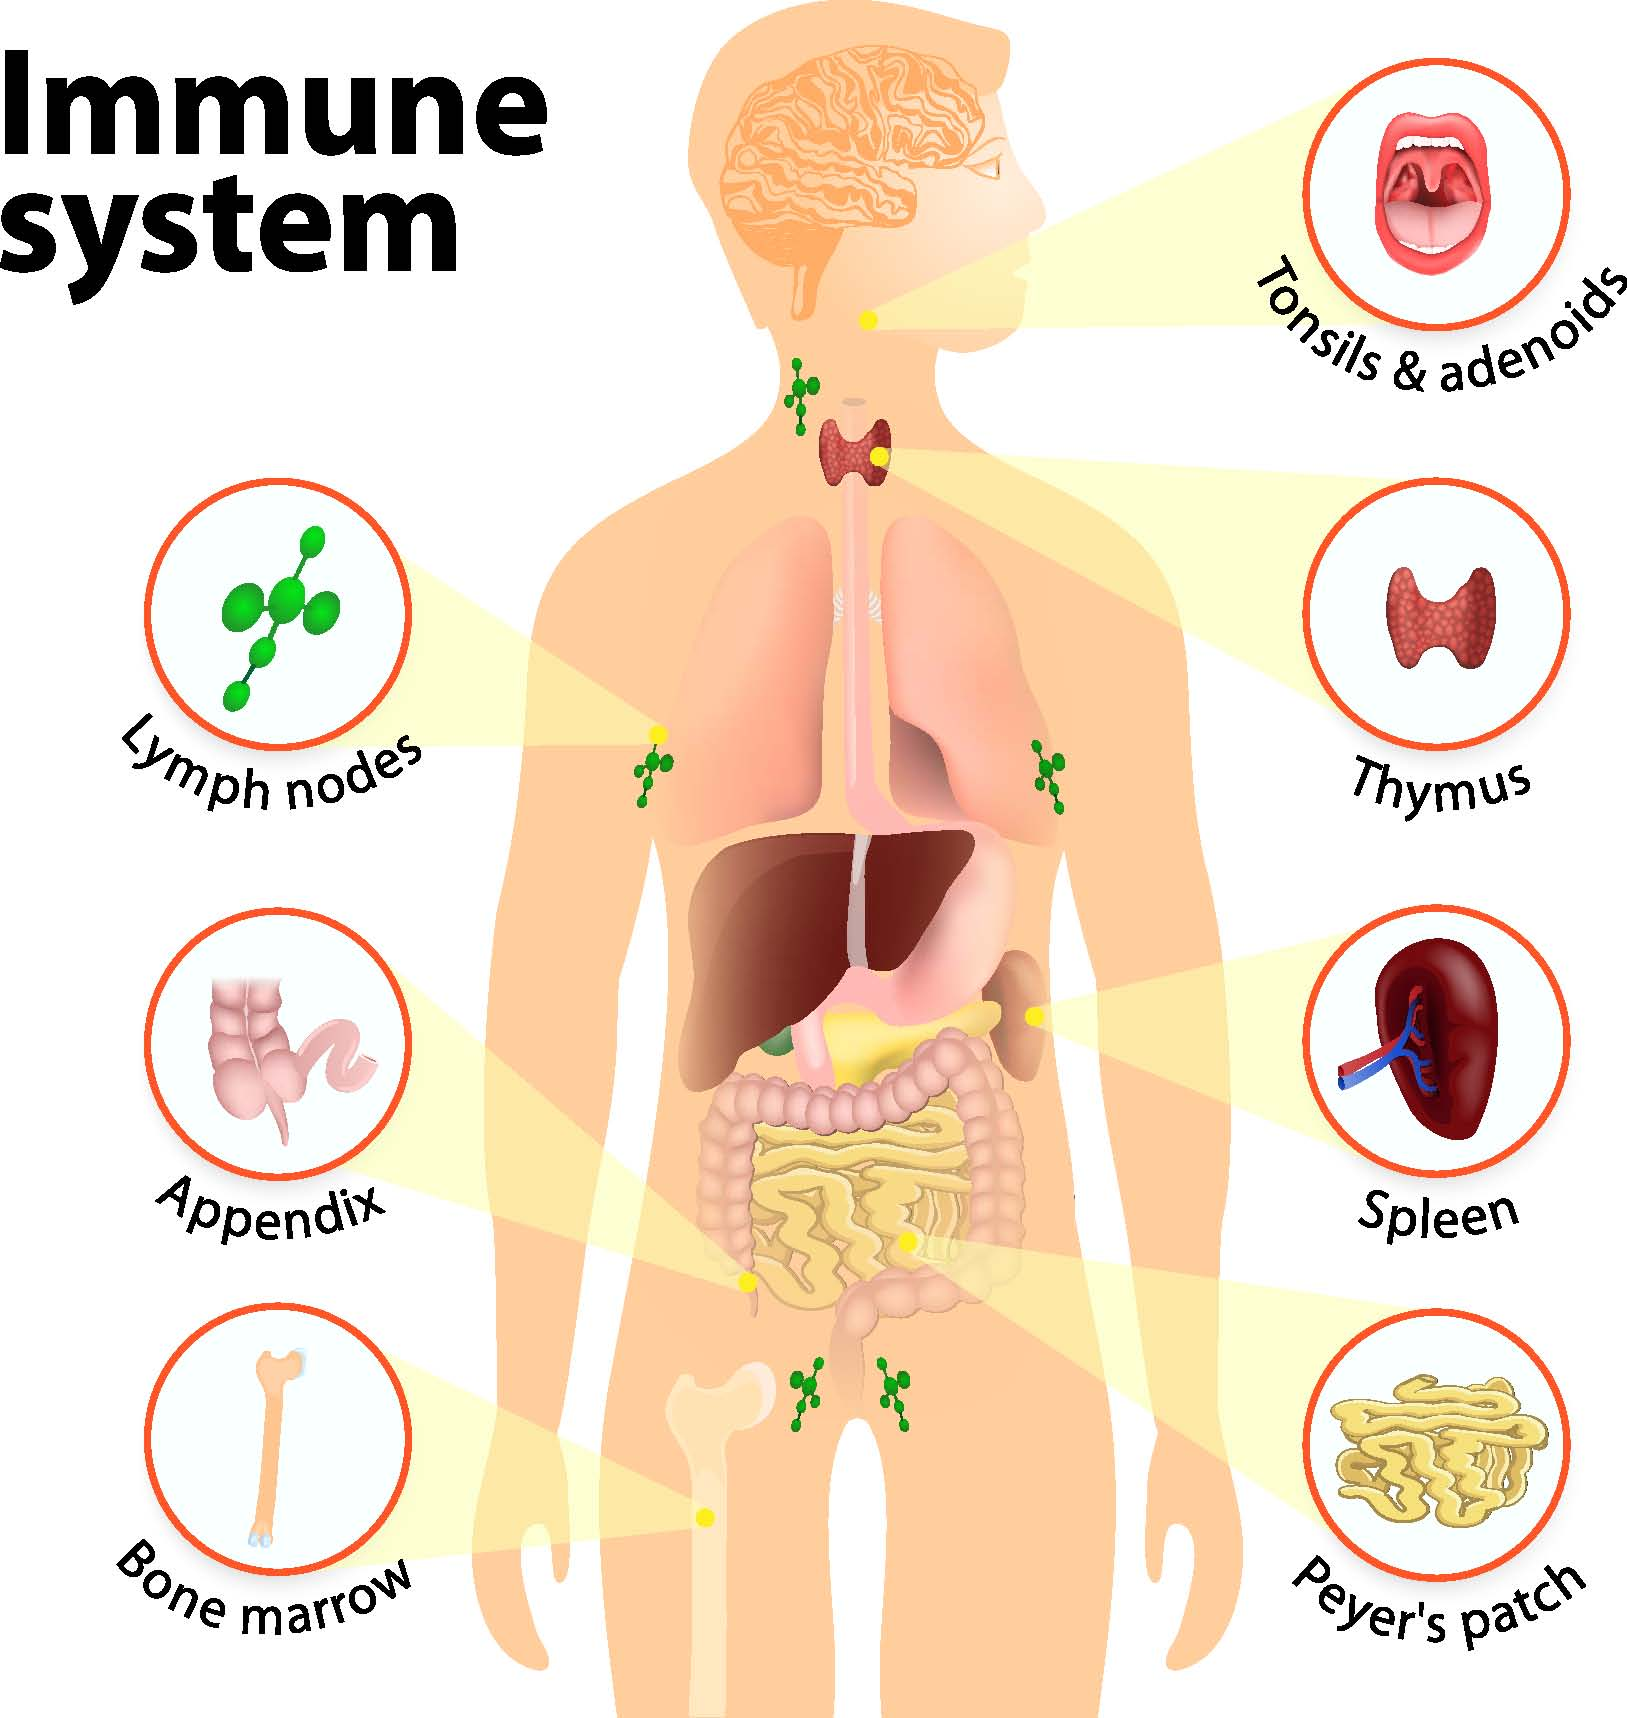 Immune
system
Tonsils & adenoids
Lymph nodes
Thymus
Appendix
Spleen
Bone marrow
Peyer's patch